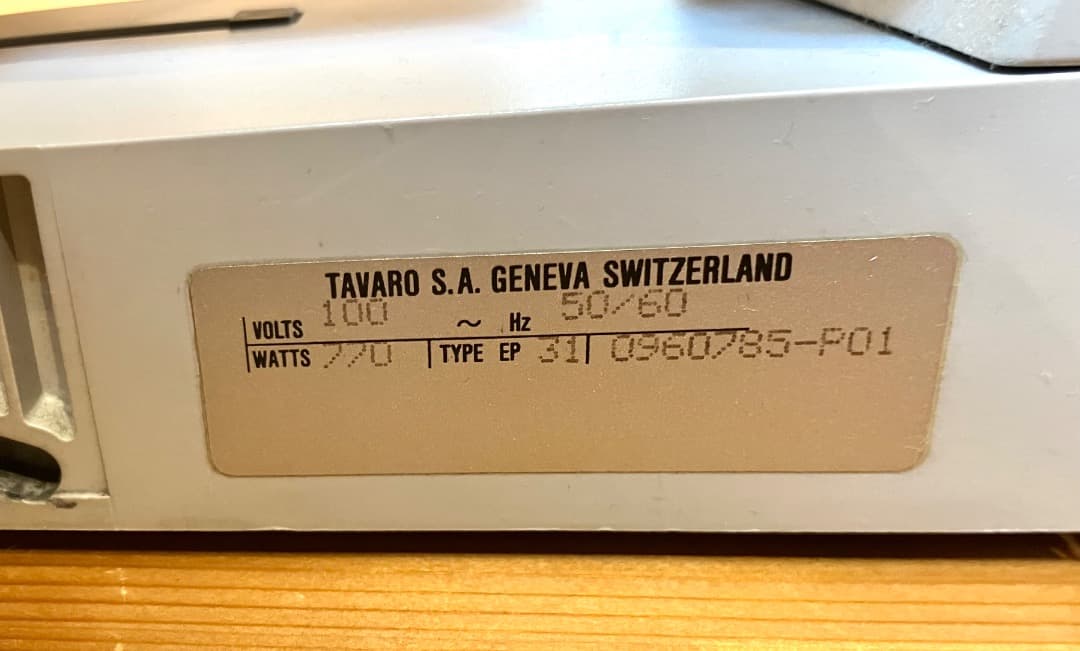 TAVARO S.A. GENEVA SWITZERLAND
VOLTS 100 ~ Hz 50/60
WATTS 770 TYPE EP 31 0960785-P01